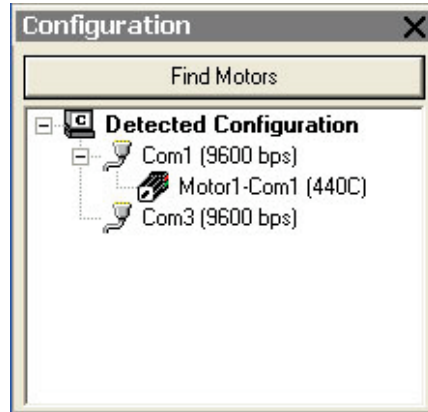 Configuration
Find Motors
Detected Configuration
Com1 (9600 bps)
Motor1-Com1 (440C)
Com3 (9600 bps)